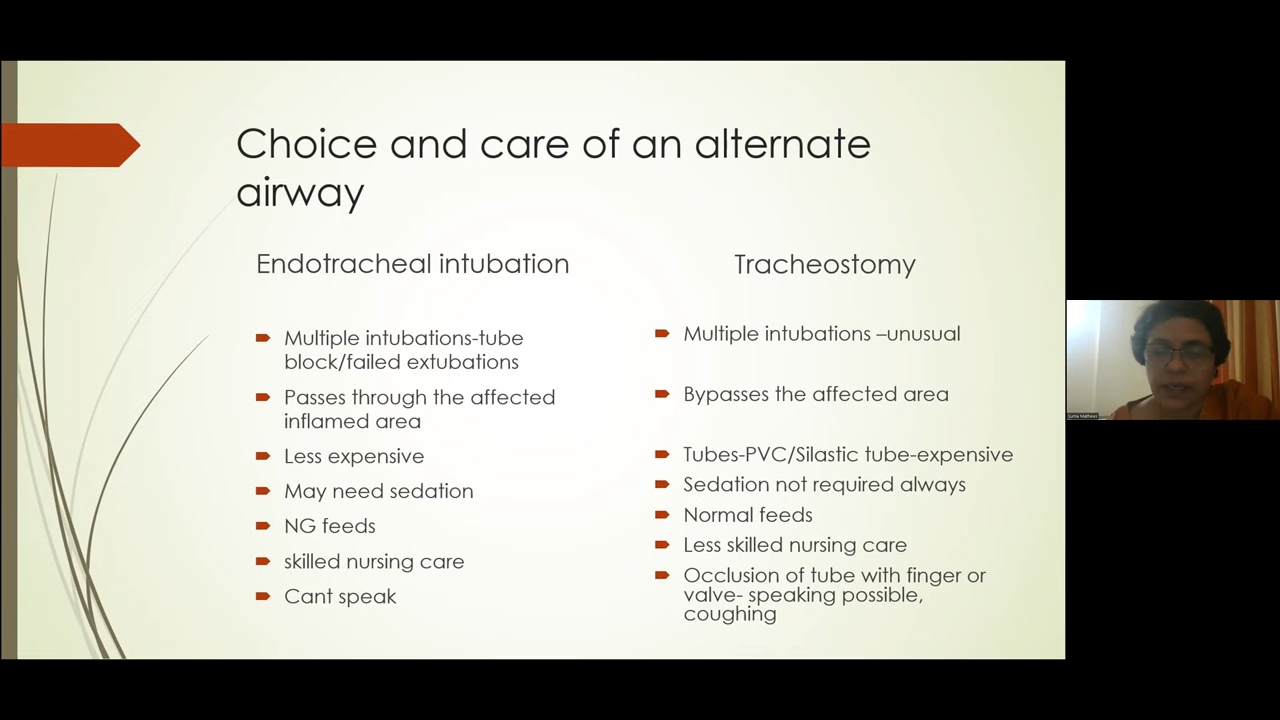 Choice and care of an alternate
airway
Endotracheal intubation
Multiple intubations-tube
block/failed extubations
Passes through the affected
inflamed area
Less expensive
May need sedation
NG feeds
skilled nursing care
Cant speak
Tracheostomy
Multiple intubations –unusual
Bypasses the affected area
Tubes-PVC/Silastic tube-expensive
Sedation not required always
Normal feeds
Less skilled nursing care
Occlusion of tube with finger or
valve- speaking possible,
coughing
Suma Mathews